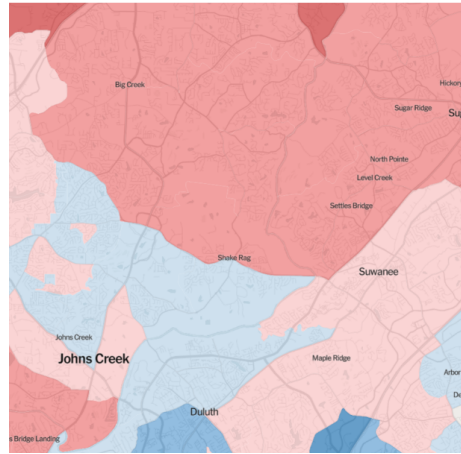 Big Creek
Hickory
Sugar Ridge
Su
North Pointe
Level Creek
Settles Bridge
Shake Rag
Suwanee
Johns Creek
Johns Creek
Maple Ridge
Arbor
De
Duluth
s Bridge Landing